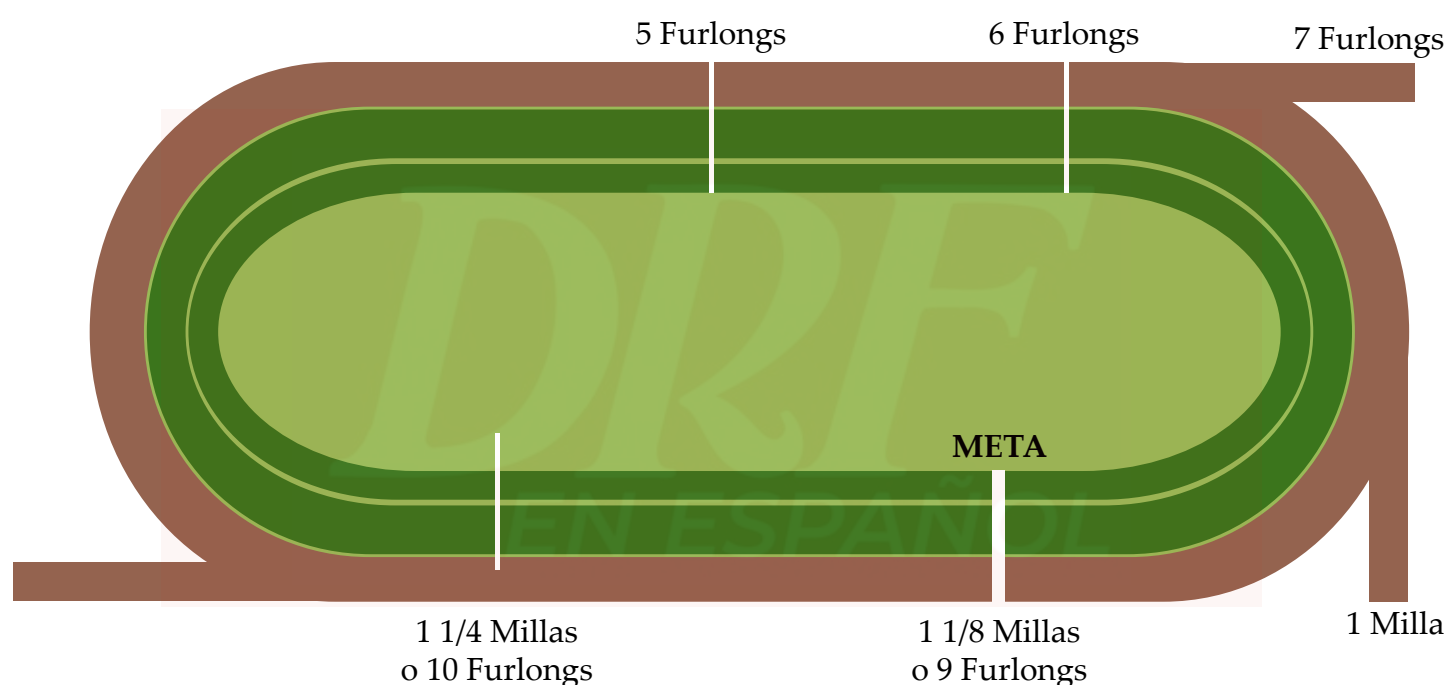 5 Furlongs
6 Furlongs
7 Furlongs
DRF
META
EN ESPAÑOL
1 1/4 Millas
o 10 Furlongs
1 1/8 Millas
o 9 Furlongs
1 Milla